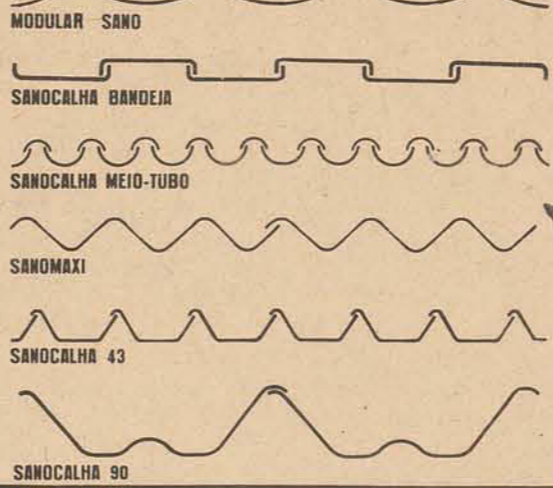 MODULAR SANO
SANOCALHA BANDEJA
SANOCALHA MEIO-TUBO
SANOMAXI
SANOCALHA 43
SANOCALHA 90